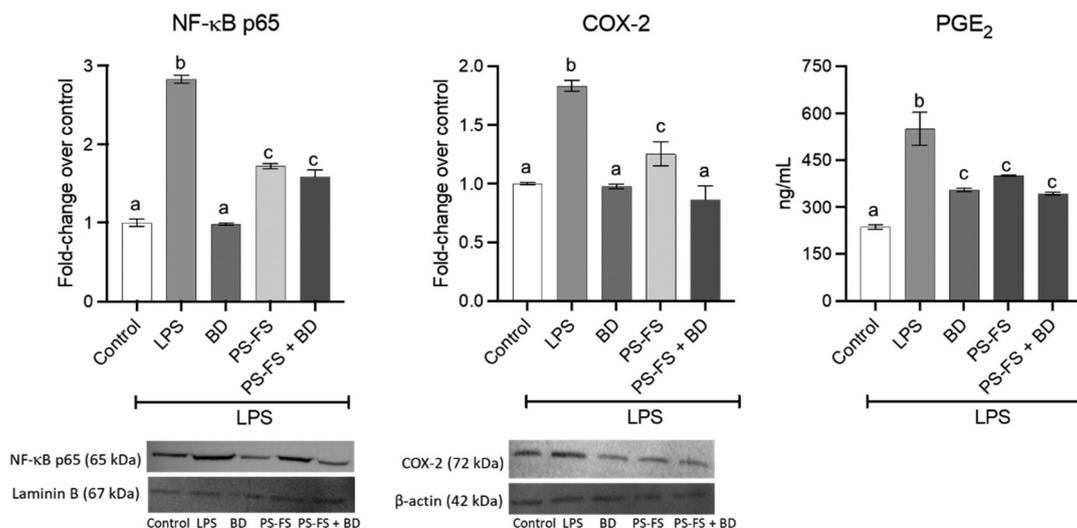 NF-κB p65
Fold-change over control
3
2
1
0
a
b
a
c
c
Control
LPS
BD
PS-FS
PS-FS + BD
LPS
COX-2
Fold-change over control
2.0
1.5
1.0
0.5
0.0
a
b
a
c
a
Control
LPS
BD
PS-FS
PS-FS + BD
LPS
PGE₂
ng/mL
750
600
450
300
150
0
a
b
c
c
c
Control
LPS
BD
PS-FS
PS-FS + BD
LPS
NF-κB p65 (65 kDa)
Laminin B (67 kDa)
Control LPS BD PS-FS PS-FS + BD
COX-2 (72 kDa)
β-actin (42 kDa)
Control LPS BD PS-FS PS-FS + BD